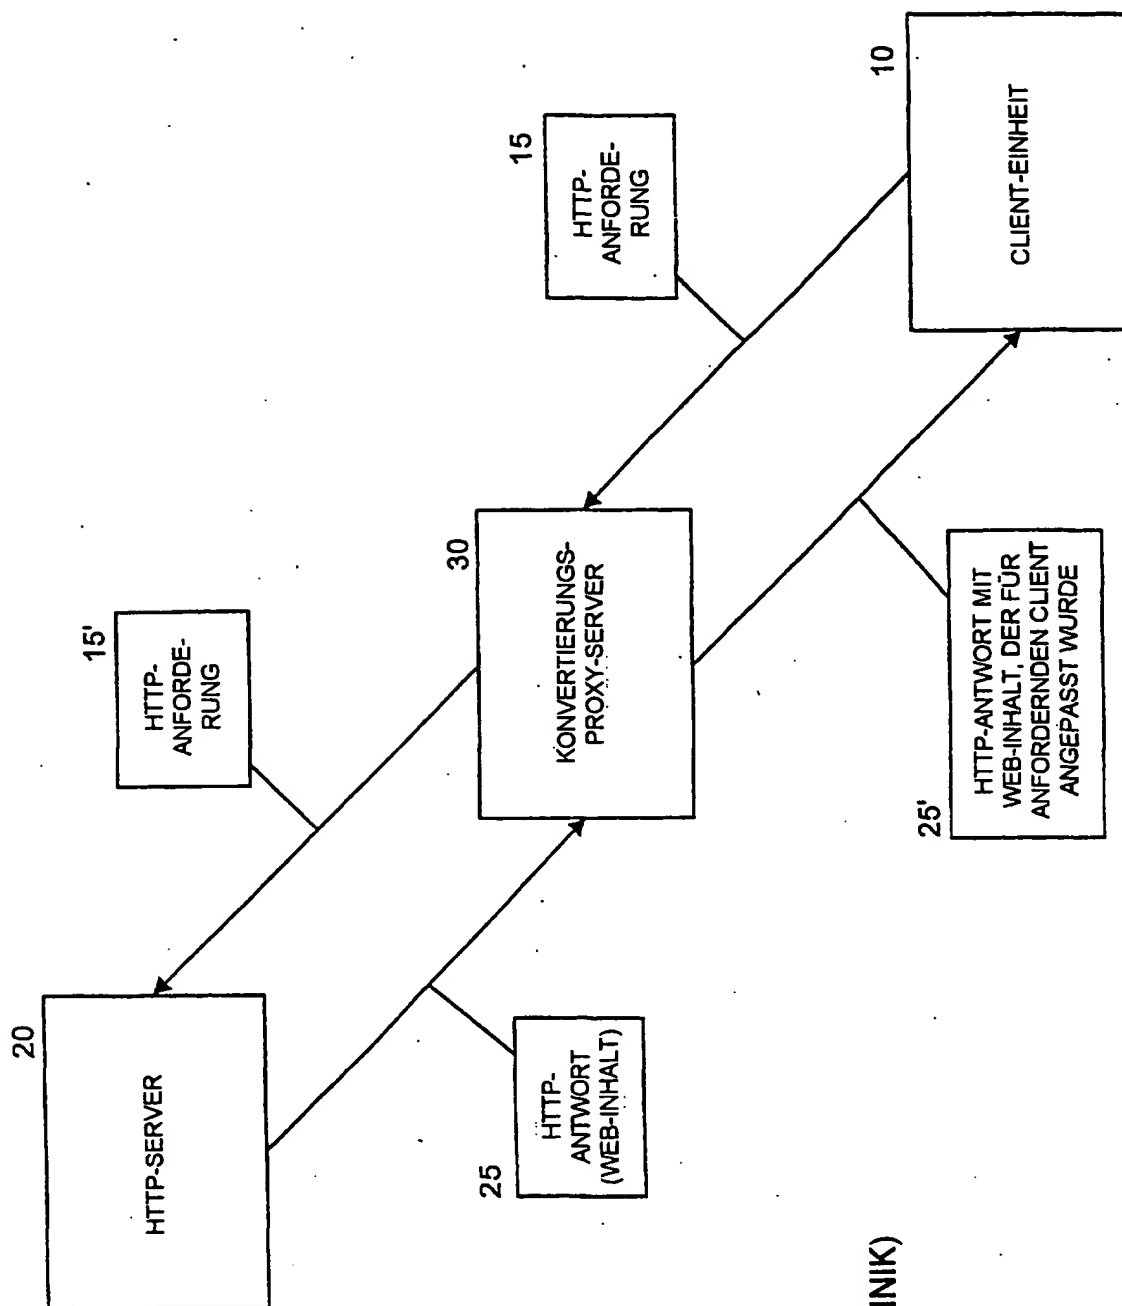 20
HTTP-SERVER
15'
HTTP-
ANFORDE-
RUNG
25
HTTP-
ANTWORT
(WEB-INHALT)
30
KONVERTIERUNGS-
PROXY-SERVER
15
HTTP-
ANFORDE-
RUNG
25'
HTTP-ANTWORT MIT
WEB-INHALT, DER FÜR
ANFORDERNDEN CLIENT
ANGEPASST WURDE
10
CLIENT-EINHEIT